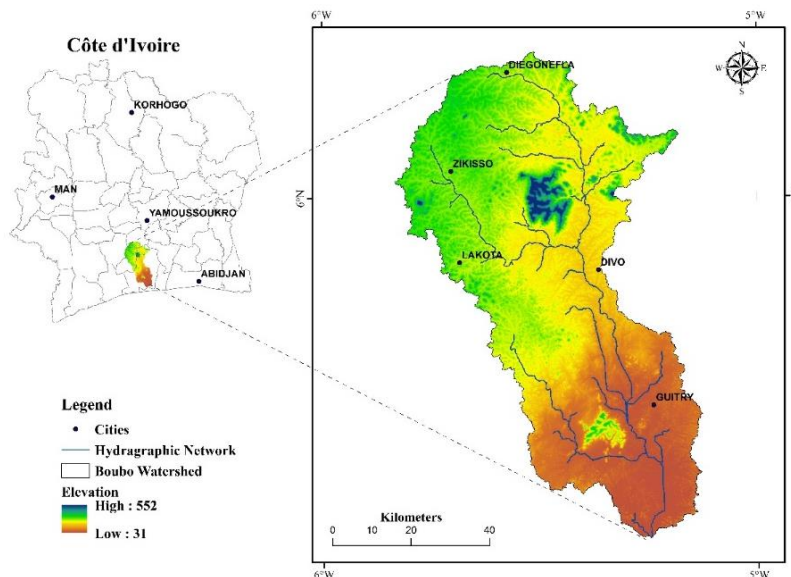 Côte d'Ivoire
KORHOGO
MAN
YAMOUSSOUKRO
ABIDJAN
Legend
Cities
Hydragraphic Network
Boubo Watershed
Elevation
High : 552
Low : 31
6°W
5°W
N
W
E
S
DIEGONEFLA
ZIKISSO
6°N
LAKOTA
DIVO
GUITRY
Kilometers
0 10 20 40
6°W
5°W